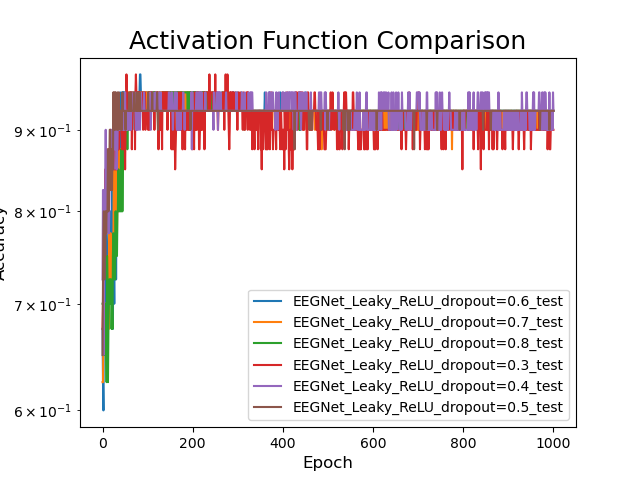 Activation Function Comparison
Accuracy
9 × 10⁻¹
8 × 10⁻¹
7 × 10⁻¹
6 × 10⁻¹
EEGNet_Leaky_ReLU_dropout=0.6_test
EEGNet_Leaky_ReLU_dropout=0.7_test
EEGNet_Leaky_ReLU_dropout=0.8_test
EEGNet_Leaky_ReLU_dropout=0.3_test
EEGNet_Leaky_ReLU_dropout=0.4_test
EEGNet_Leaky_ReLU_dropout=0.5_test
0 200 400 600 800 1000
Epoch